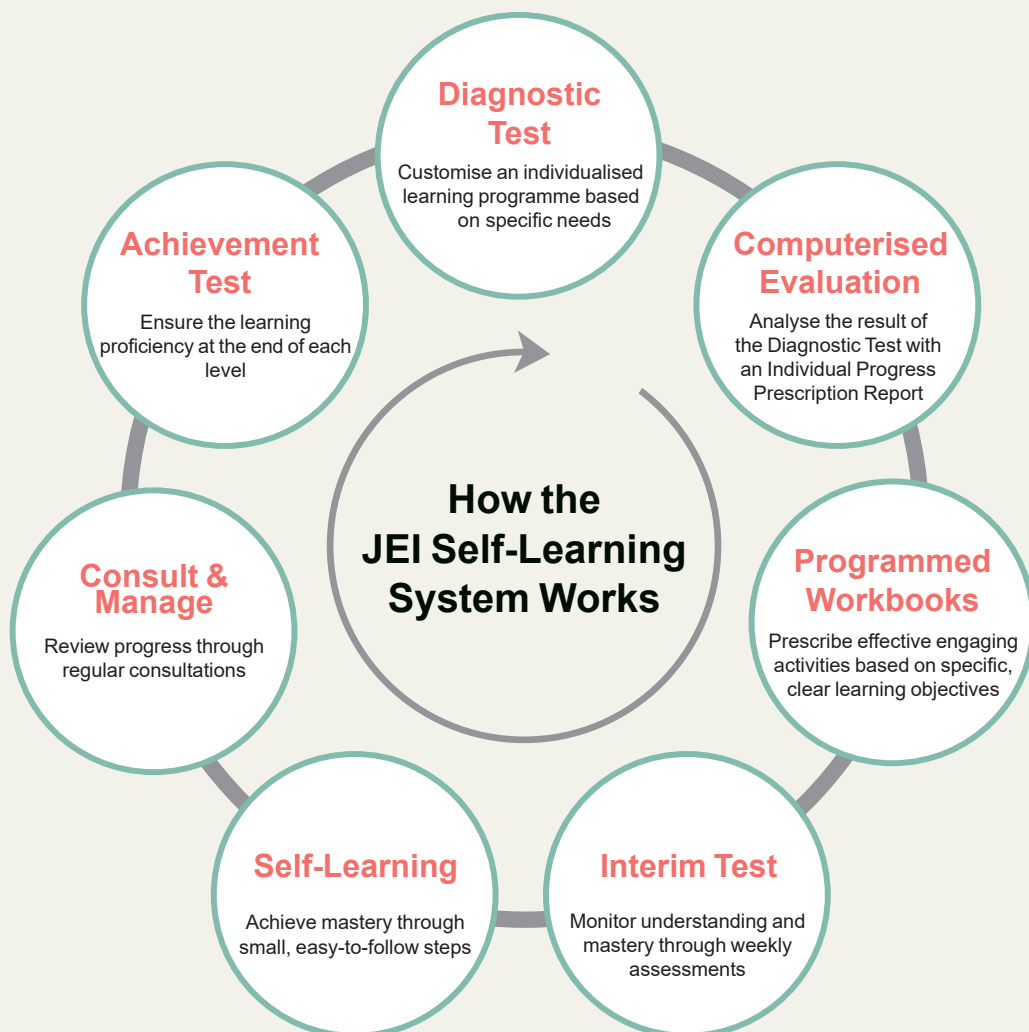 Diagnostic
Test
Customise an individualised
learning programme based
on specific needs
Computerised
Evaluation
Analyse the result of
the Diagnostic Test with
an Individual Progress
Prescription Report
Programmed
Workbooks
Prescribe effective engaging
activities based on specific,
clear learning objectives
Interim Test
Monitor understanding and
mastery through weekly
assessments
Self-Learning
Achieve mastery through
small, easy-to-follow steps
Consult &
Manage
Review progress through
regular consultations
Achievement
Test
Ensure the learning
proficiency at the end of each
level
How the
JEI Self-Learning
System Works